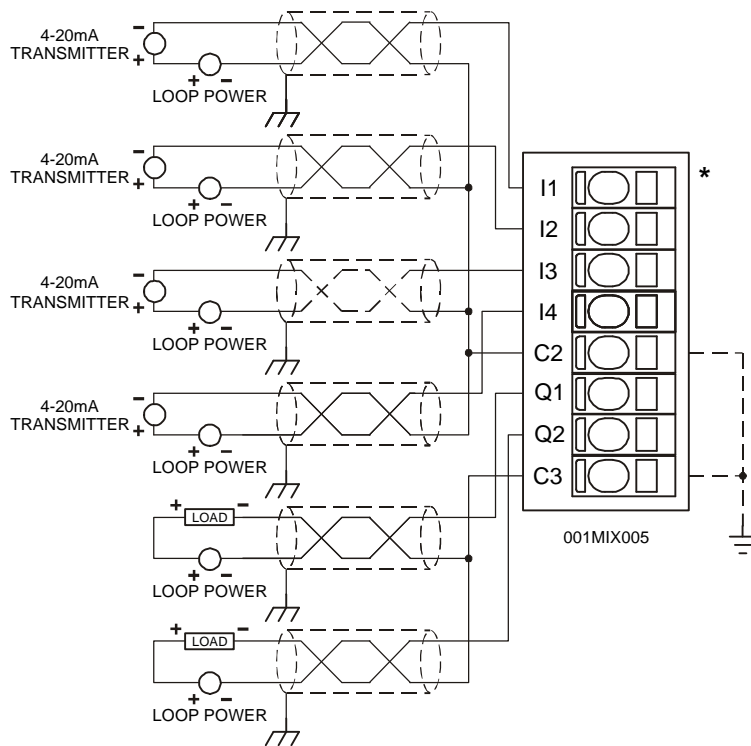 4-20mA
TRANSMITTER
-
+
+ -
LOOP POWER
4-20mA
TRANSMITTER
-
+
+ -
LOOP POWER
4-20mA
TRANSMITTER
-
+
+ -
LOOP POWER
4-20mA
TRANSMITTER
-
+
+ -
LOOP POWER
+ LOAD -
+ -
LOOP POWER
+ LOAD -
+ -
LOOP POWER
*
I1
I2
I3
I4
C2
Q1
Q2
C3
001MIX005